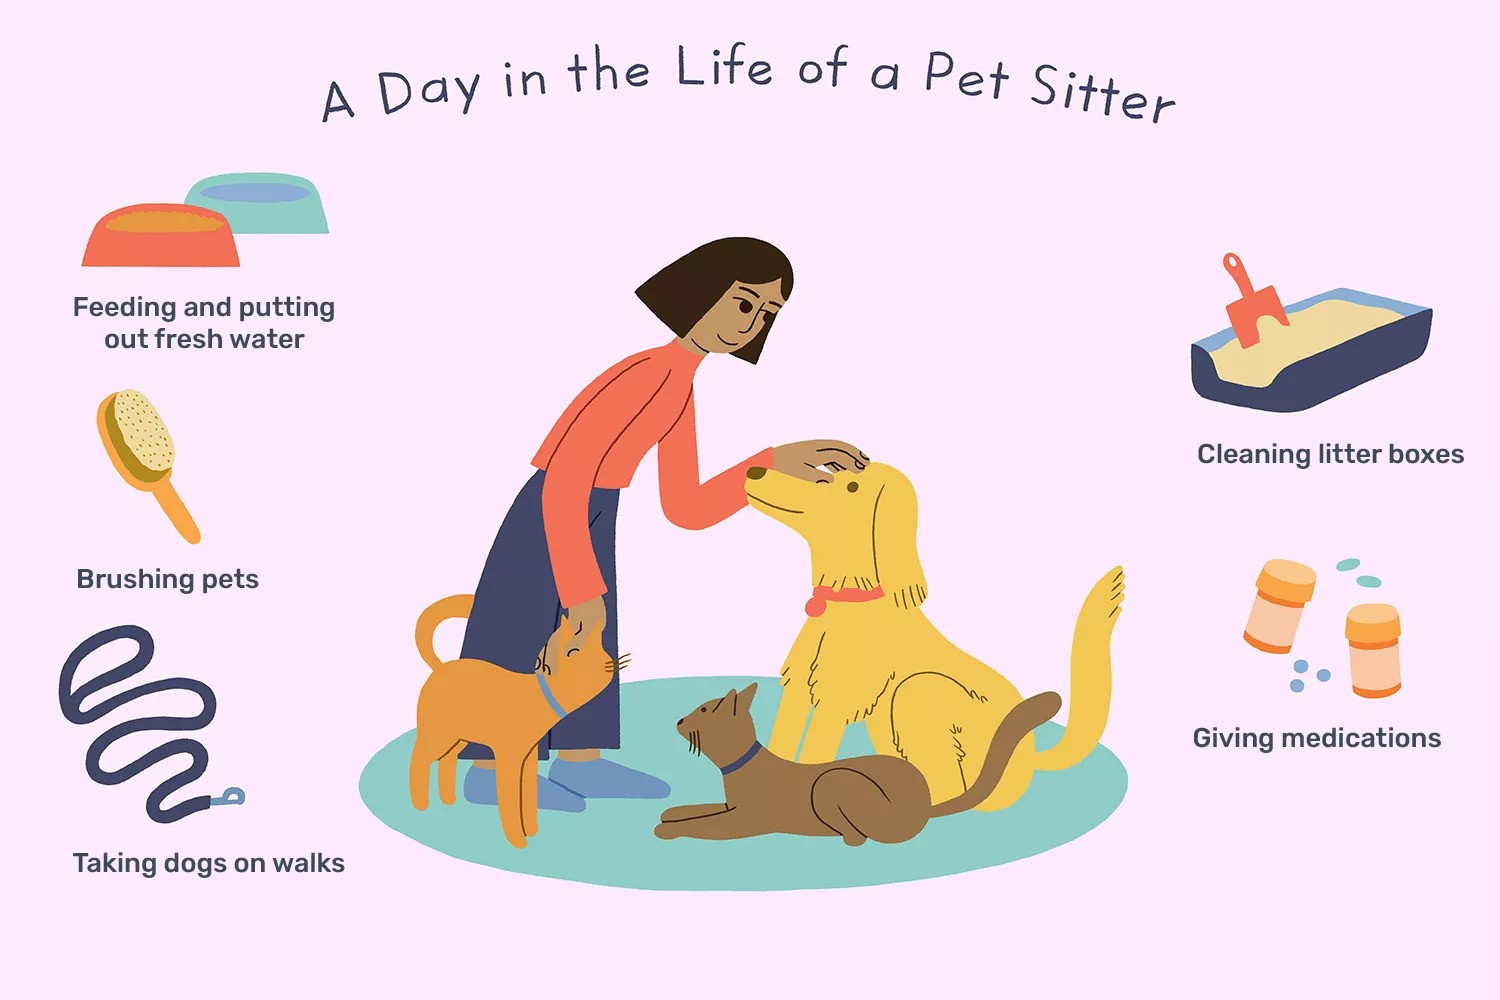 A Day in the Life of a Pet Sitter
Feeding and putting
out fresh water
Brushing pets
Taking dogs on walks
Cleaning litter boxes
Giving medications